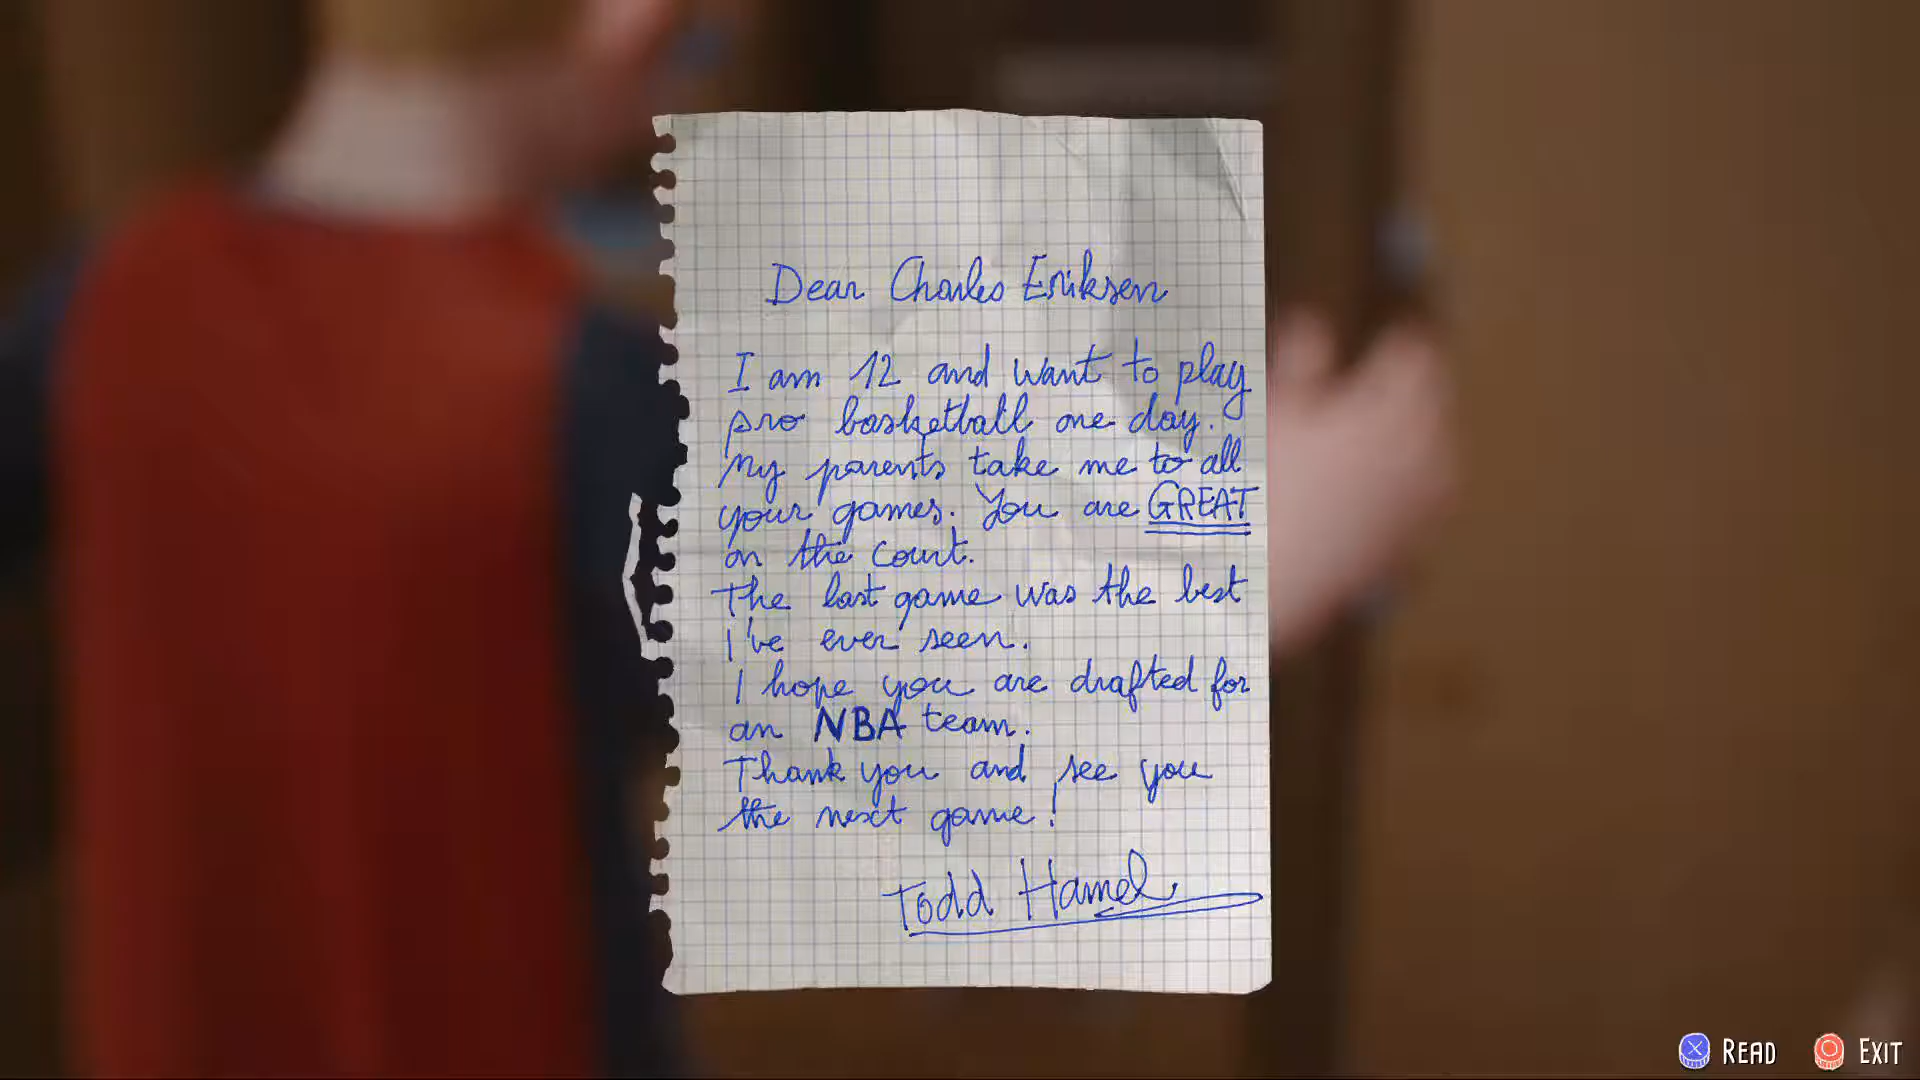 Dear Charles Eriksen
I am 12 and want to play
pro basketball one day.
My parents take me to all
your games. You are GREAT
on the court.
The last game was the best
I've ever seen.
I hope you are drafted for
an NBA team.
Thank you and see you
the next game!
Todd Hamel
READ EXIT